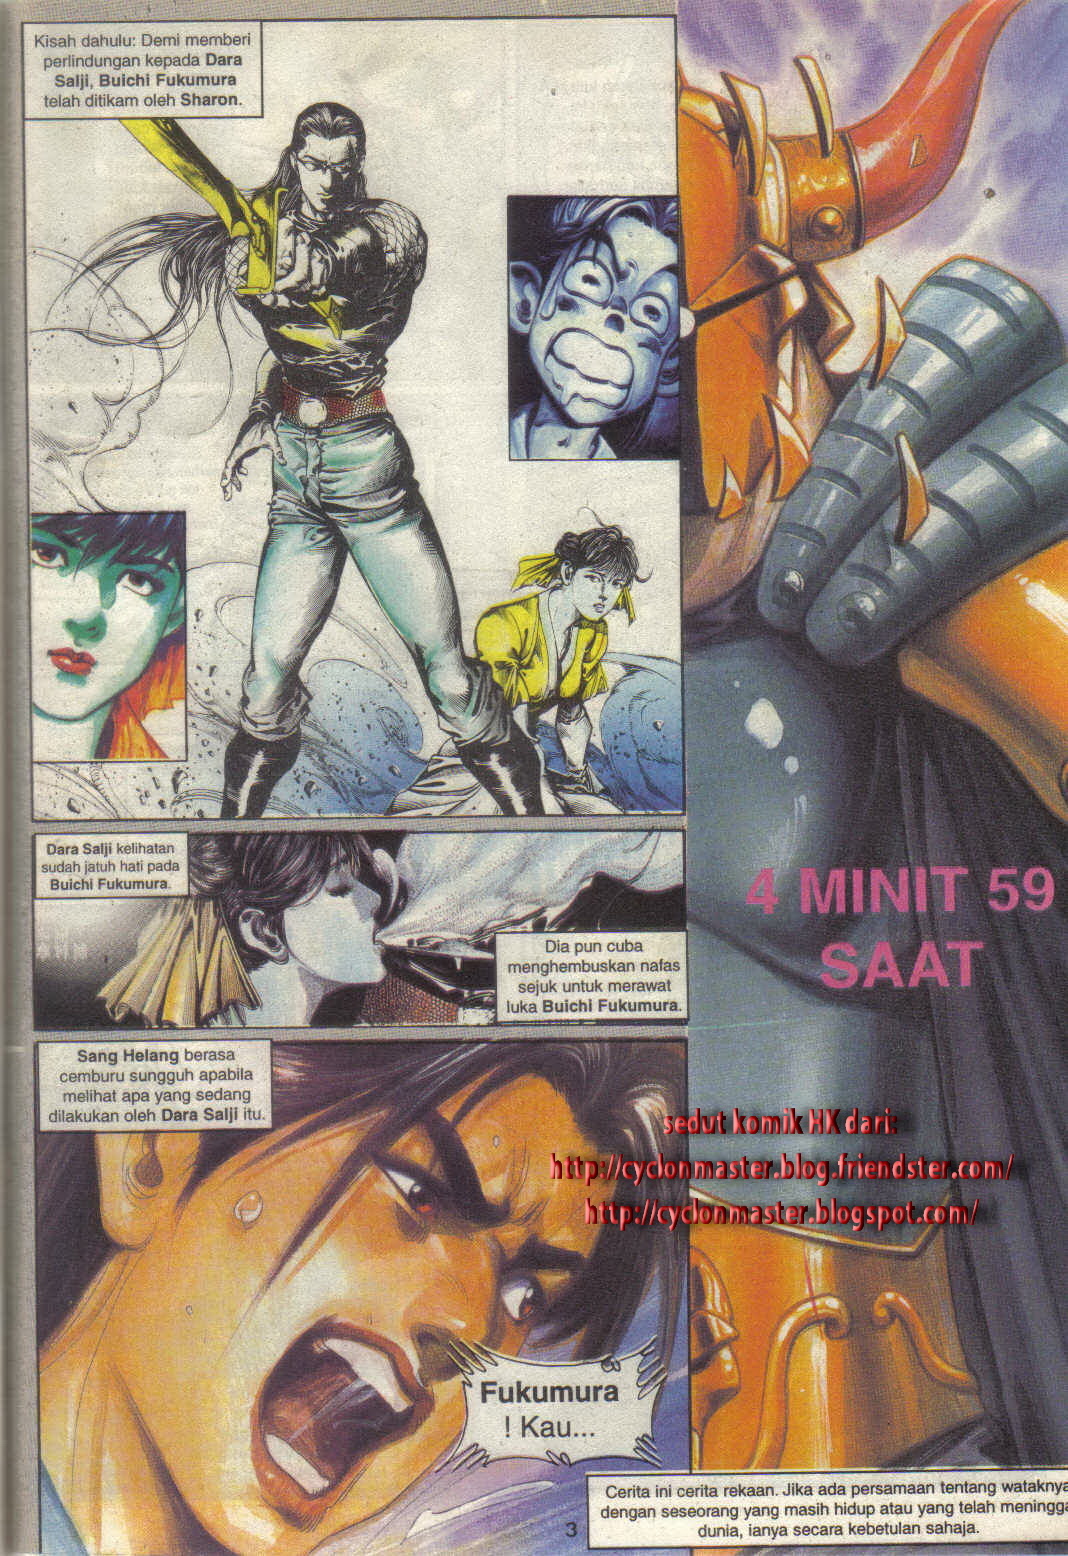 Kisah dahulu: Demi memberi
perlindungan kepada Dara
Salji, Buichi Fukumura
telah ditikam oleh Sharon.
Dara Salji kelihatan
sudah jatuh hati pada
Buichi Fukumura.
Dia pun cuba
menghembuskan nafas
sejuk untuk merawat
luka Buichi Fukumura.
4 MINIT 59
SAAT
Sang Helang berasa
cemburu sungguh apabila
melihat apa yang sedang
dilakukan oleh Dara Salji itu.
sedut komik HK dari:
http://cyclonmaster.blog.friendster.com/
http://cyclonmaster.blogspot.com/
Fukumura
! Kau...
Cerita ini cerita rekaan. Jika ada persamaan tentang wataknya
dengan seseorang yang masih hidup atau yang telah meningga
dunia, ianya secara kebetulan sahaja.
3